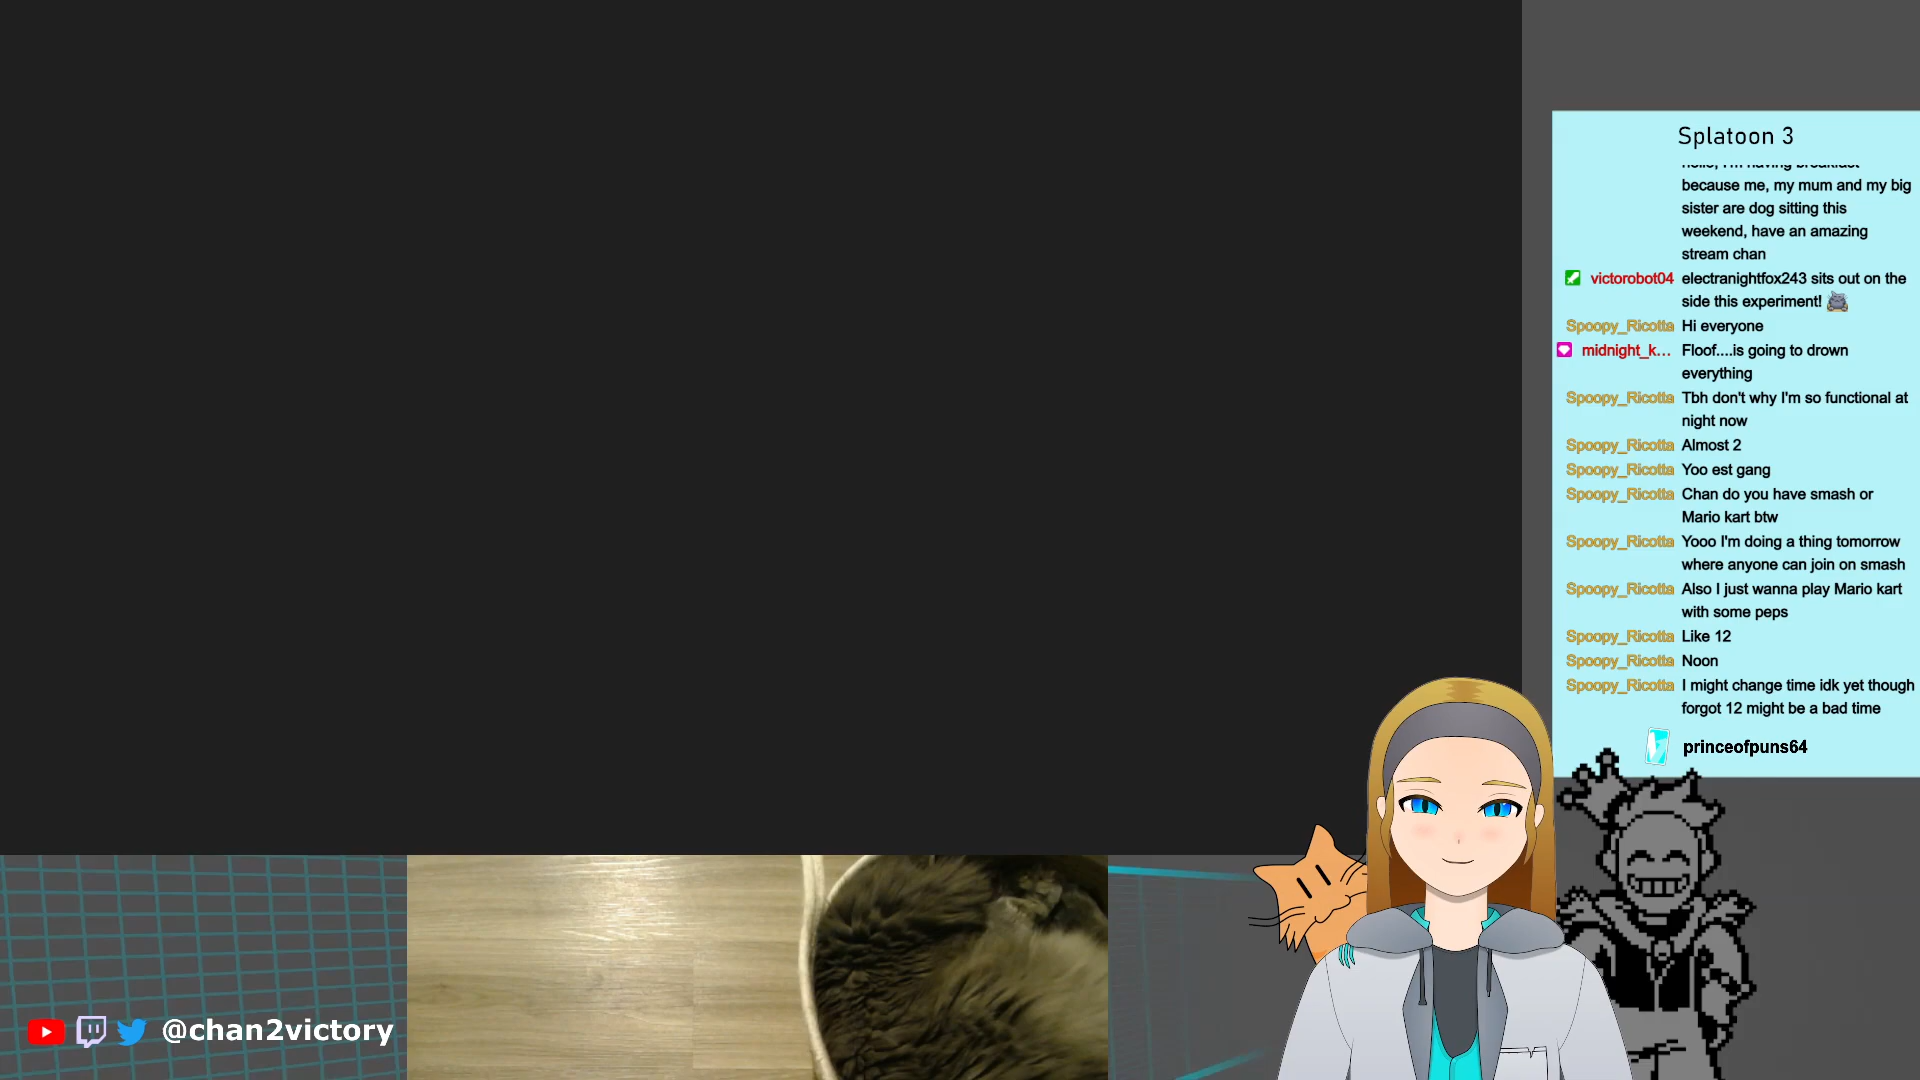 Splatoon 3
hello, I'm having breakfast
because me, my mum and my big
sister are dog sitting this
weekend, have an amazing
stream chan
victorobot04 electranightfox243 sits out on the
side this experiment!
Spoopy_Ricotta Hi everyone
midnight_k... Floof....is going to drown
everything
Spoopy_Ricotta Tbh don't why I'm so functional at
night now
Spoopy_Ricotta Almost 2
Spoopy_Ricotta Yoo est gang
Spoopy_Ricotta Chan do you have smash or
Mario kart btw
Spoopy_Ricotta Yooo I'm doing a thing tomorrow
where anyone can join on smash
Spoopy_Ricotta Also I just wanna play Mario kart
with some peps
Spoopy_Ricotta Like 12
Spoopy_Ricotta Noon
Spoopy_Ricotta I might change time idk yet though
forgot 12 might be a bad time
princeofpuns64
@chan2victory